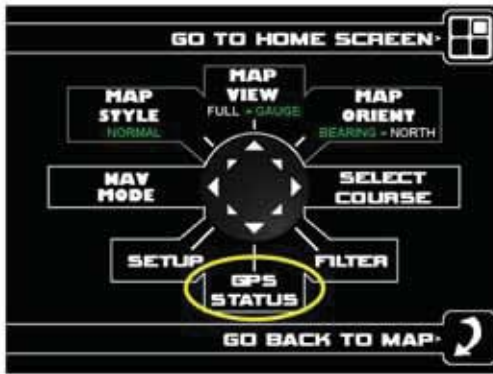 GO TO HOME SCREEN
MAP
VIEW
FULL - GAUGE
MAP
STYLE
NORMAL
MAP
ORIENT
BEARING - NORTH
NAV
MODE
SELECT
COURSE
SETUP
FILTER
GPS
STATUS
GO BACK TO MAP